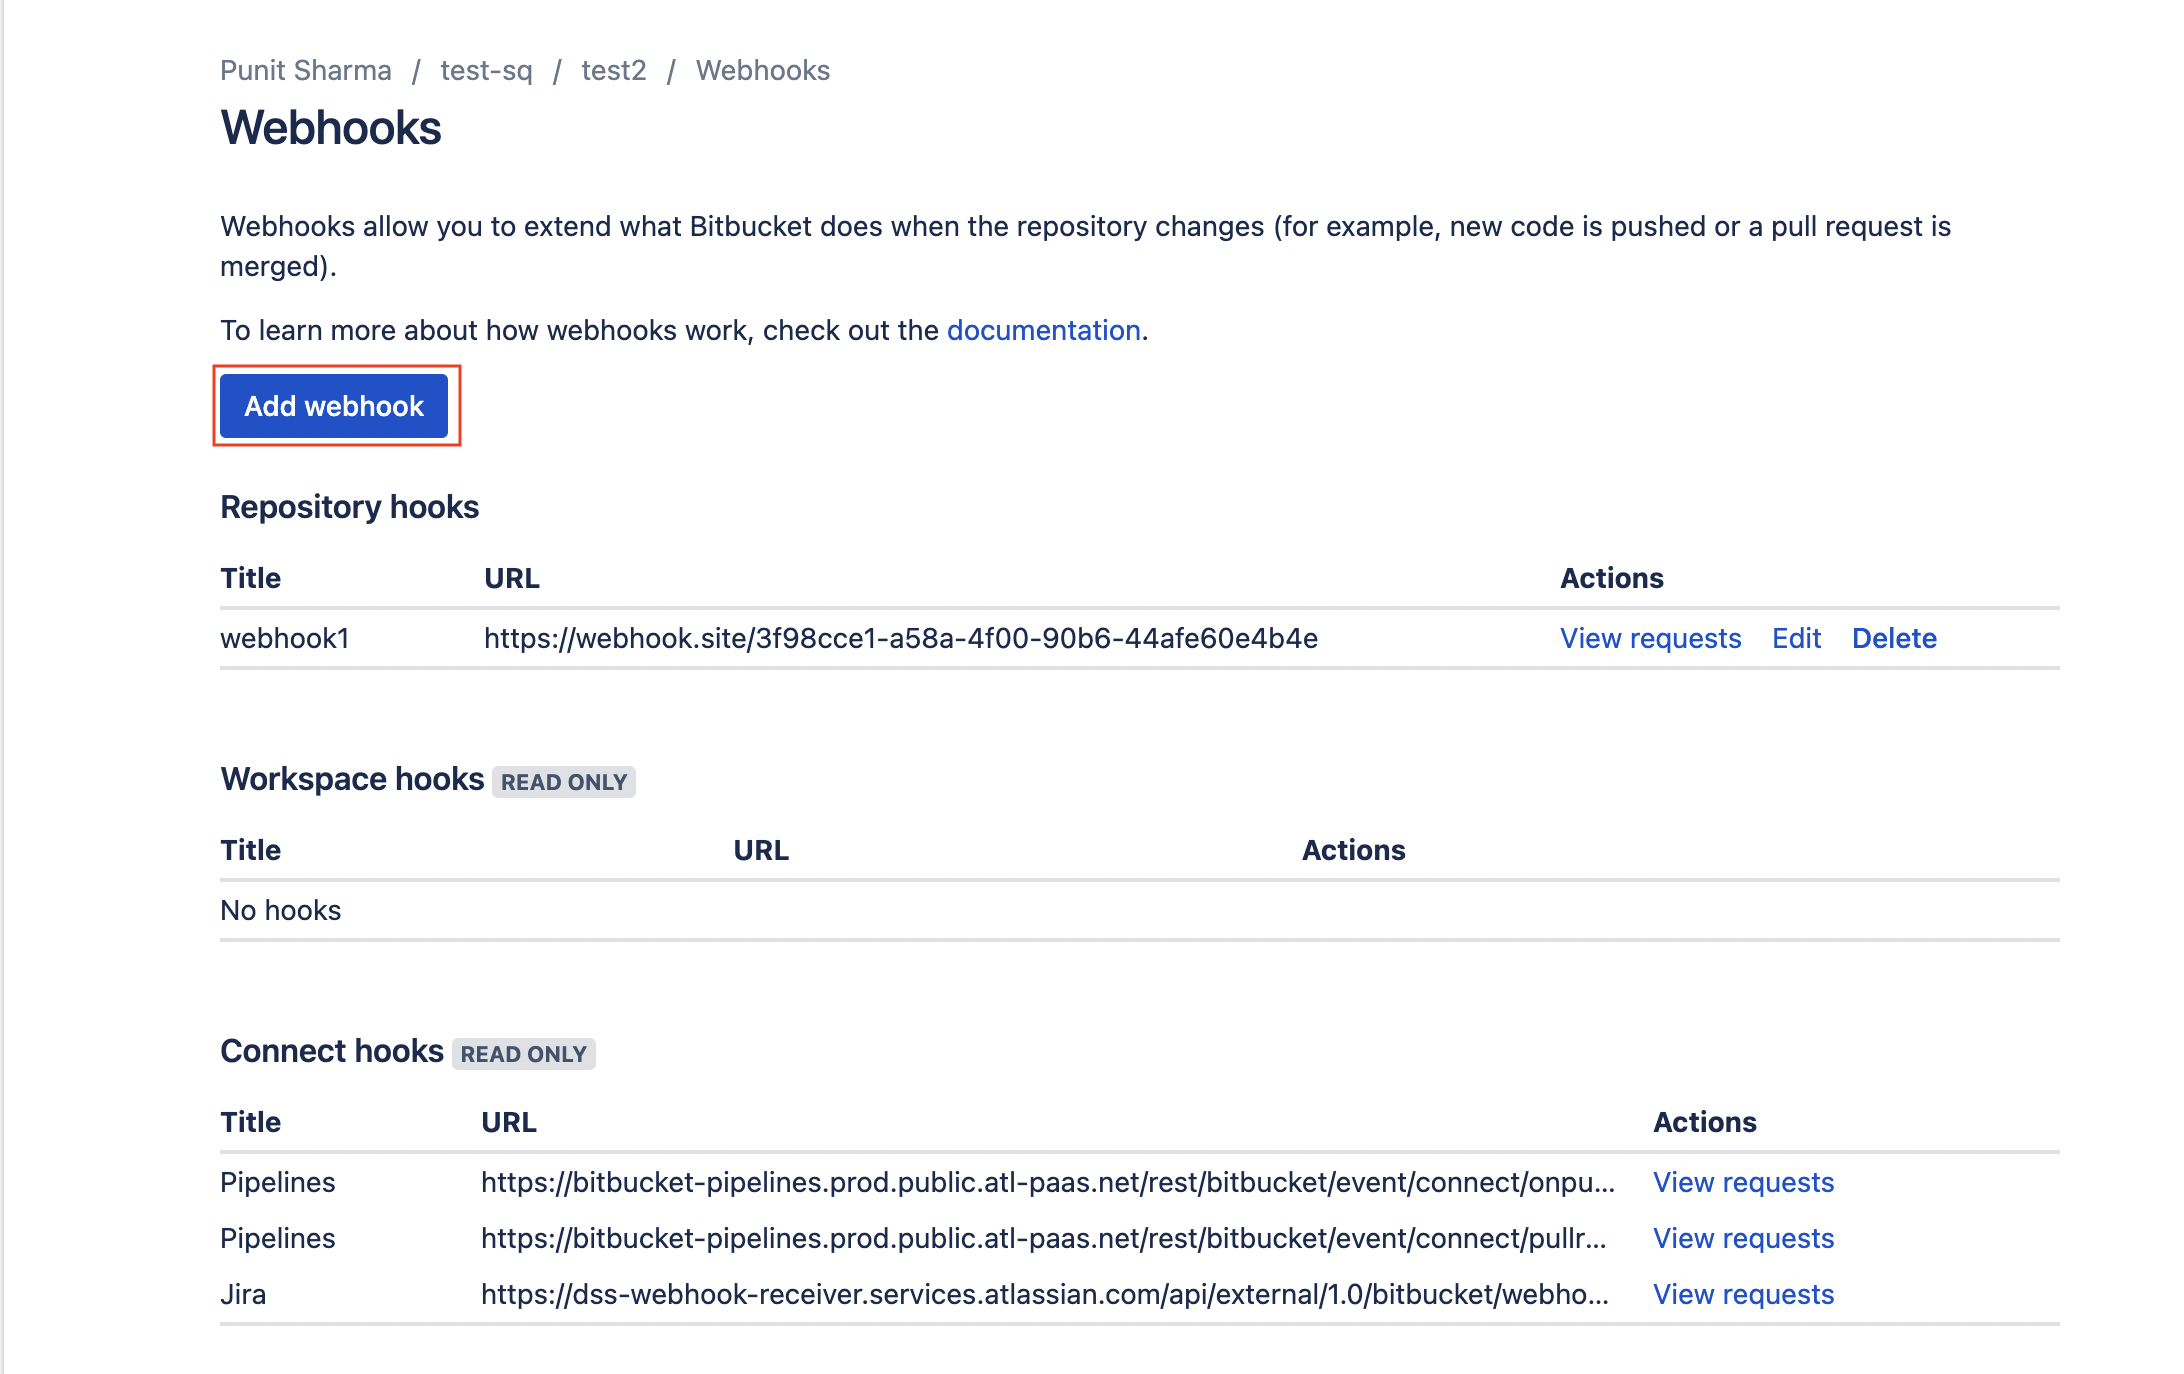 Punit Sharma / test-sq / test2 / Webhooks
Webhooks
Webhooks allow you to extend what Bitbucket does when the repository changes (for example, new code is pushed or a pull request is
merged).
To learn more about how webhooks work, check out the documentation.
Add webhook
Repository hooks
Title URL Actions
webhook1 https://webhook.site/3f98cce1-a58a-4f00-90b6-44afe60e4b4e View requests Edit Delete
Workspace hooks READ ONLY
Title URL Actions
No hooks
Connect hooks READ ONLY
Title URL Actions
Pipelines https://bitbucket-pipelines.prod.public.atl-paas.net/rest/bitbucket/event/connect/onpu... View requests
Pipelines https://bitbucket-pipelines.prod.public.atl-paas.net/rest/bitbucket/event/connect/pullr... View requests
Jira https://dss-webhook-receiver.services.atlassian.com/api/external/1.0/bitbucket/webho... View requests